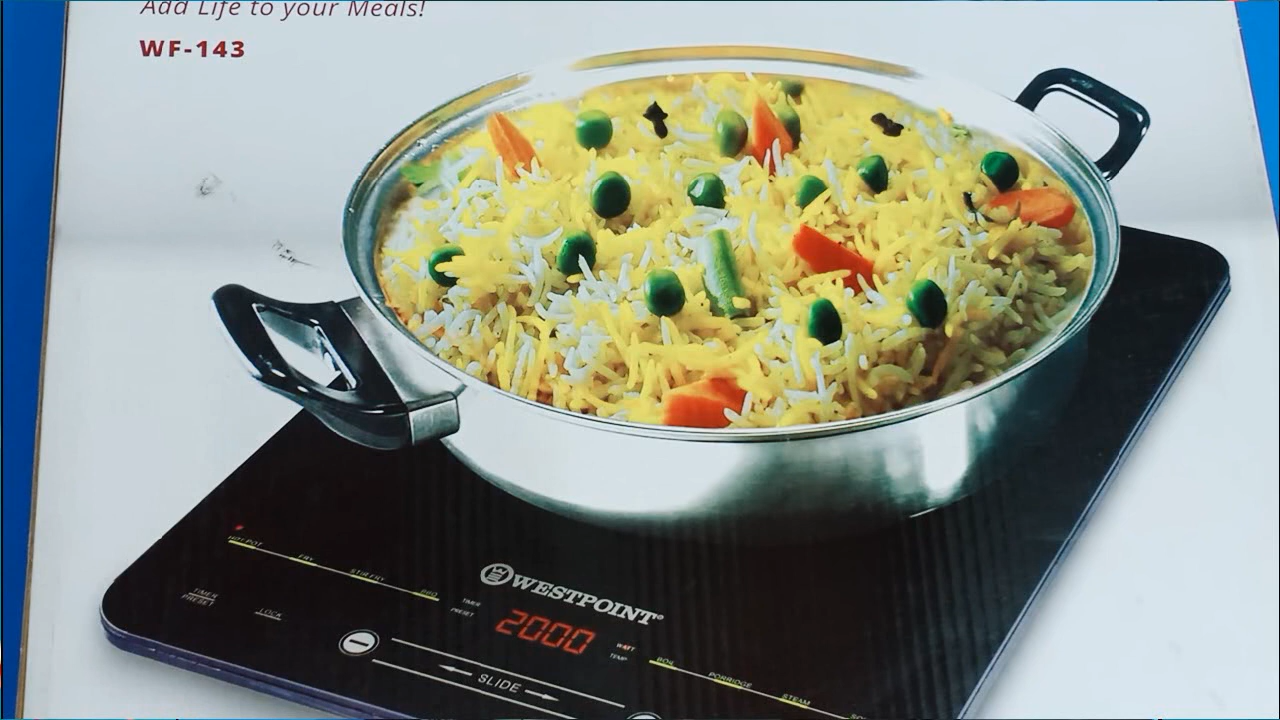 Add Life to your Meals!
WF-143
HOT POT
FRY
STIR FRY
BBQ
TIMER
PRESET
LOCK
TIMER
PRESET
WESTPOINT®
2000
WATT
TEMP
BOIL
PORRIDGE
STEAM
SLIDE